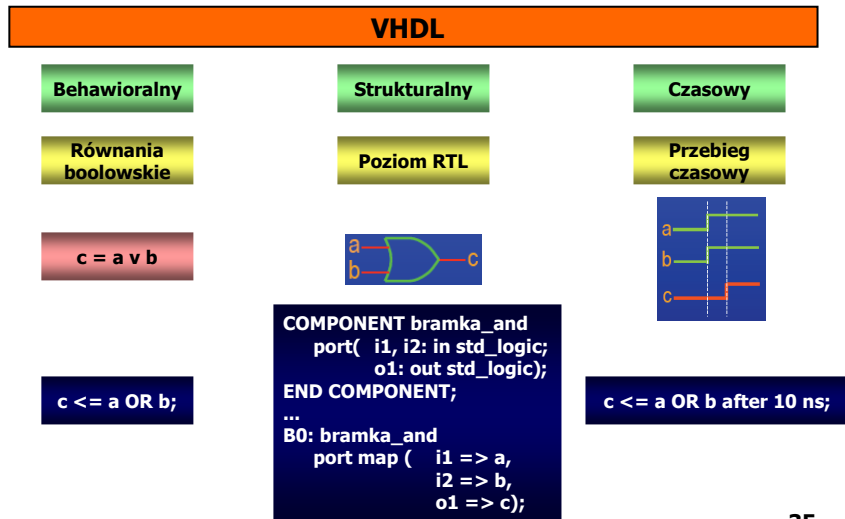 VHDL
Behawioralny
Strukturalny
Czasowy
Równania
boolowskie
Poziom RTL
Przebieg
czasowy
c = a v b
a
b
c
a
b
c
c <= a OR b;
COMPONENT bramka_and
port( i1, i2: in std_logic;
o1: out std_logic);
END COMPONENT;
...
B0: bramka_and
port map ( i1 => a,
i2 => b,
o1 => c);
c <= a OR b after 10 ns;